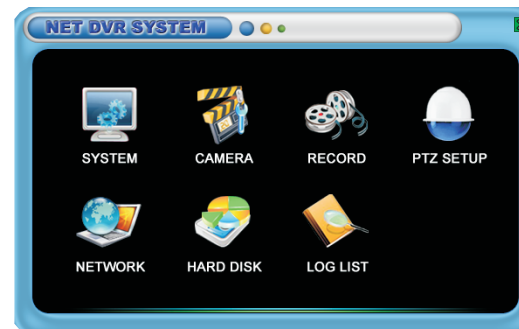 NET DVR SYSTEM
SYSTEM CAMERA RECORD PTZ SETUP
NETWORK HARD DISK LOG LIST